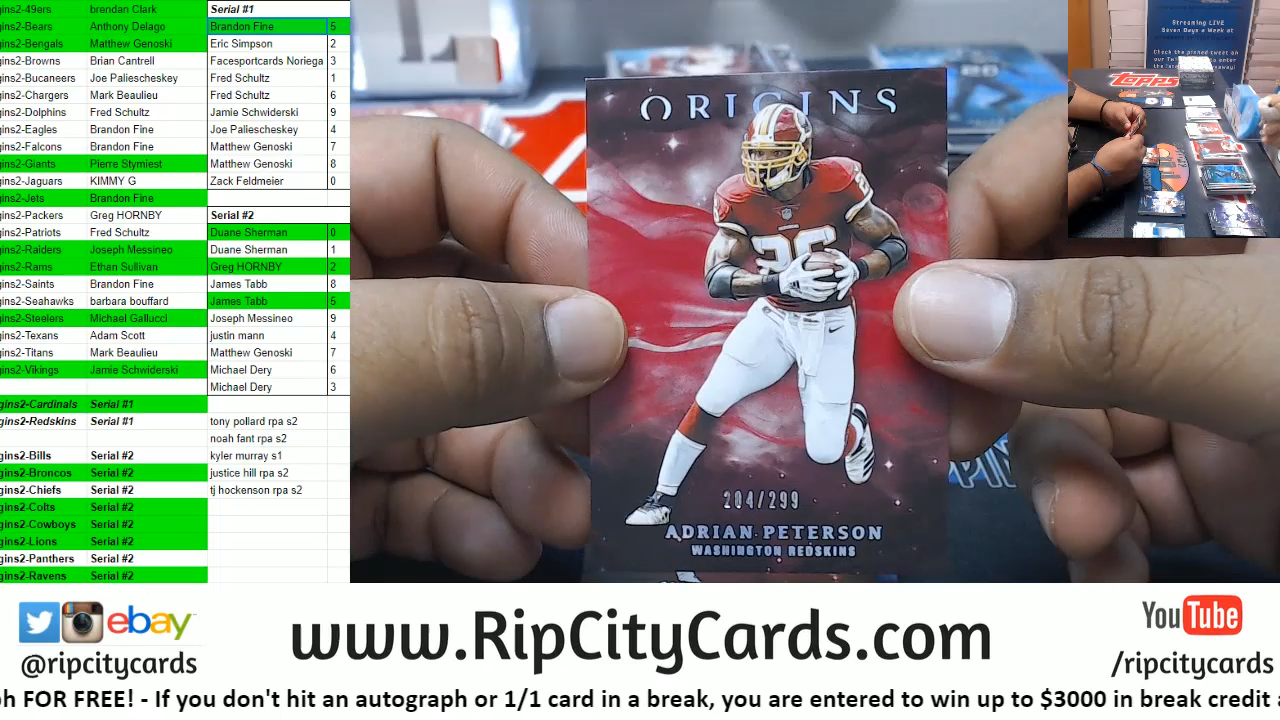 gins2-49ers brendan Clark Serial #1
gins2-Bears Anthony Delago Brandon Fine 5
gins2-Bengals Matthew Genoski Eric Simpson 2
gins2-Browns Brian Cantrell Facesportcards Noriega 3
gins2-Bucaneers Joe Paliescheskey Fred Schultz 1
gins2-Chargers Mark Beaulieu Fred Schultz 6
gins2-Dolphins Fred Schultz Jamie Schwiderski 9
gins2-Eagles Brandon Fine Joe Paliescheskey 4
gins2-Falcons Brandon Fine Matthew Genoski 7
gins2-Giants Pierre Stymiest Matthew Genoski 8
gins2-Jaguars KIMMY G Zack Feldmeier 0
gins2-Jets Brandon Fine
gins2-Packers Greg HORNBY Serial #2
gins2-Patriots Fred Schultz Duane Sherman 0
gins2-Raiders Joseph Messineo Duane Sherman 1
gins2-Rams Ethan Sullivan Greg HORNBY 2
gins2-Saints Brandon Fine James Tabb 8
gins2-Seahawks barbara bouffard James Tabb 5
gins2-Steelers Michael Gallucci Joseph Messineo 9
gins2-Texans Adam Scott justin mann 4
gins2-Titans Mark Beaulieu Matthew Genoski 7
gins2-Vikings Jamie Schwiderski Michael Dery 6
Michael Dery 3
gins2-Cardinals Serial #1
gins2-Redskins Serial #1 tony pollard rpa s2
noah fant rpa s2
gins2-Bills Serial #2 kyler murray s1
gins2-Broncos Serial #2 justice hill rpa s2
gins2-Chiefs Serial #2 tj hockenson rpa s2
gins2-Colts Serial #2
gins2-Cowboys Serial #2
gins2-Lions Serial #2
gins2-Panthers Serial #2
gins2-Ravens Serial #2
ORIGINS
26
204/299
ADRIAN PETERSON
WASHINGTON REDSKINS
Streaming LIVE
Seven Days a Week at
Check the pinned tweet on
Topps
ebay
@ripcitycards
www.RipCityCards.com
YouTube
/ripcitycards
ph FOR FREE! - If you don't hit an autograph or 1/1 card in a break, you are entered to win up to $3000 in break credit